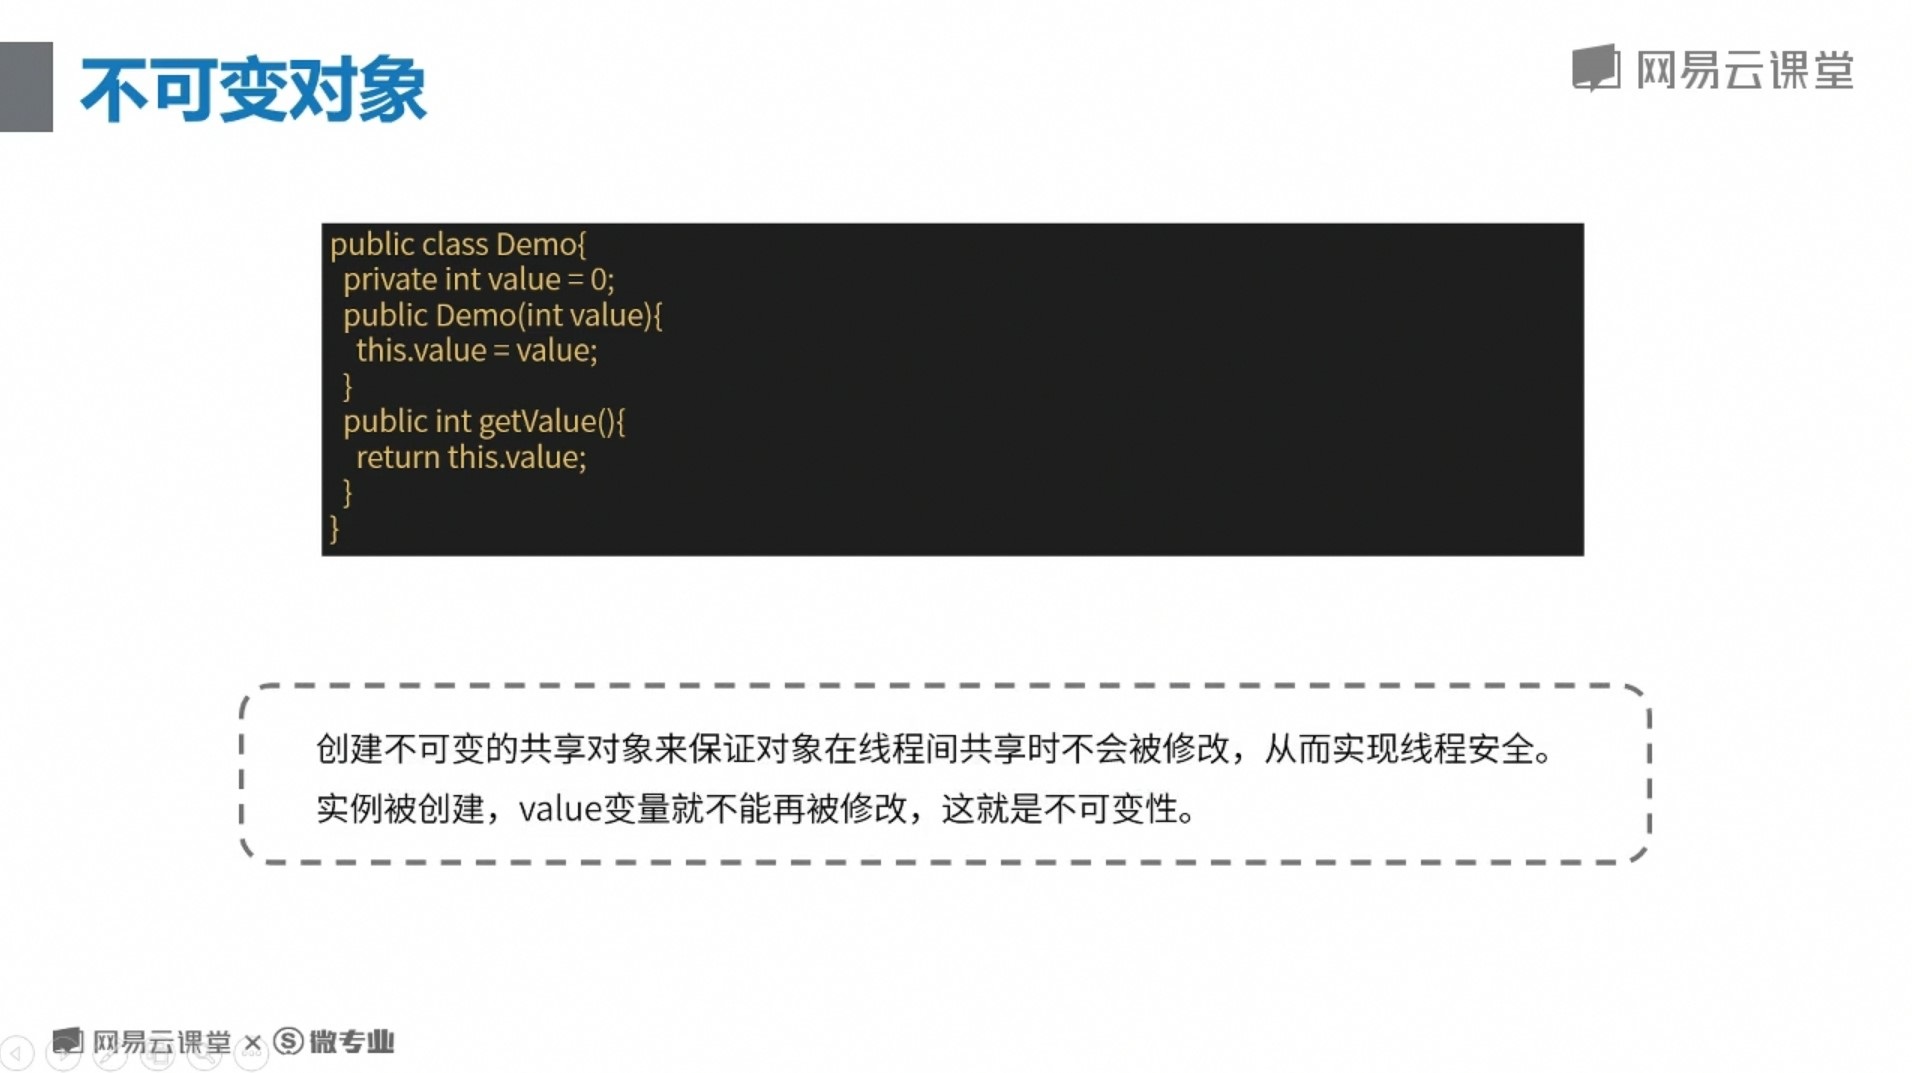 不可变对象
网易云课堂
public class Demo{
private int value = 0;
public Demo(int value){
this.value = value;
}
public int getValue(){
return this.value;
}
}
创建不可变的共享对象来保证对象在线程间共享时不会被修改，从而实现线程安全。
实例被创建，value变量就不能再被修改，这就是不可变性。
网易云课堂 × S 微专业